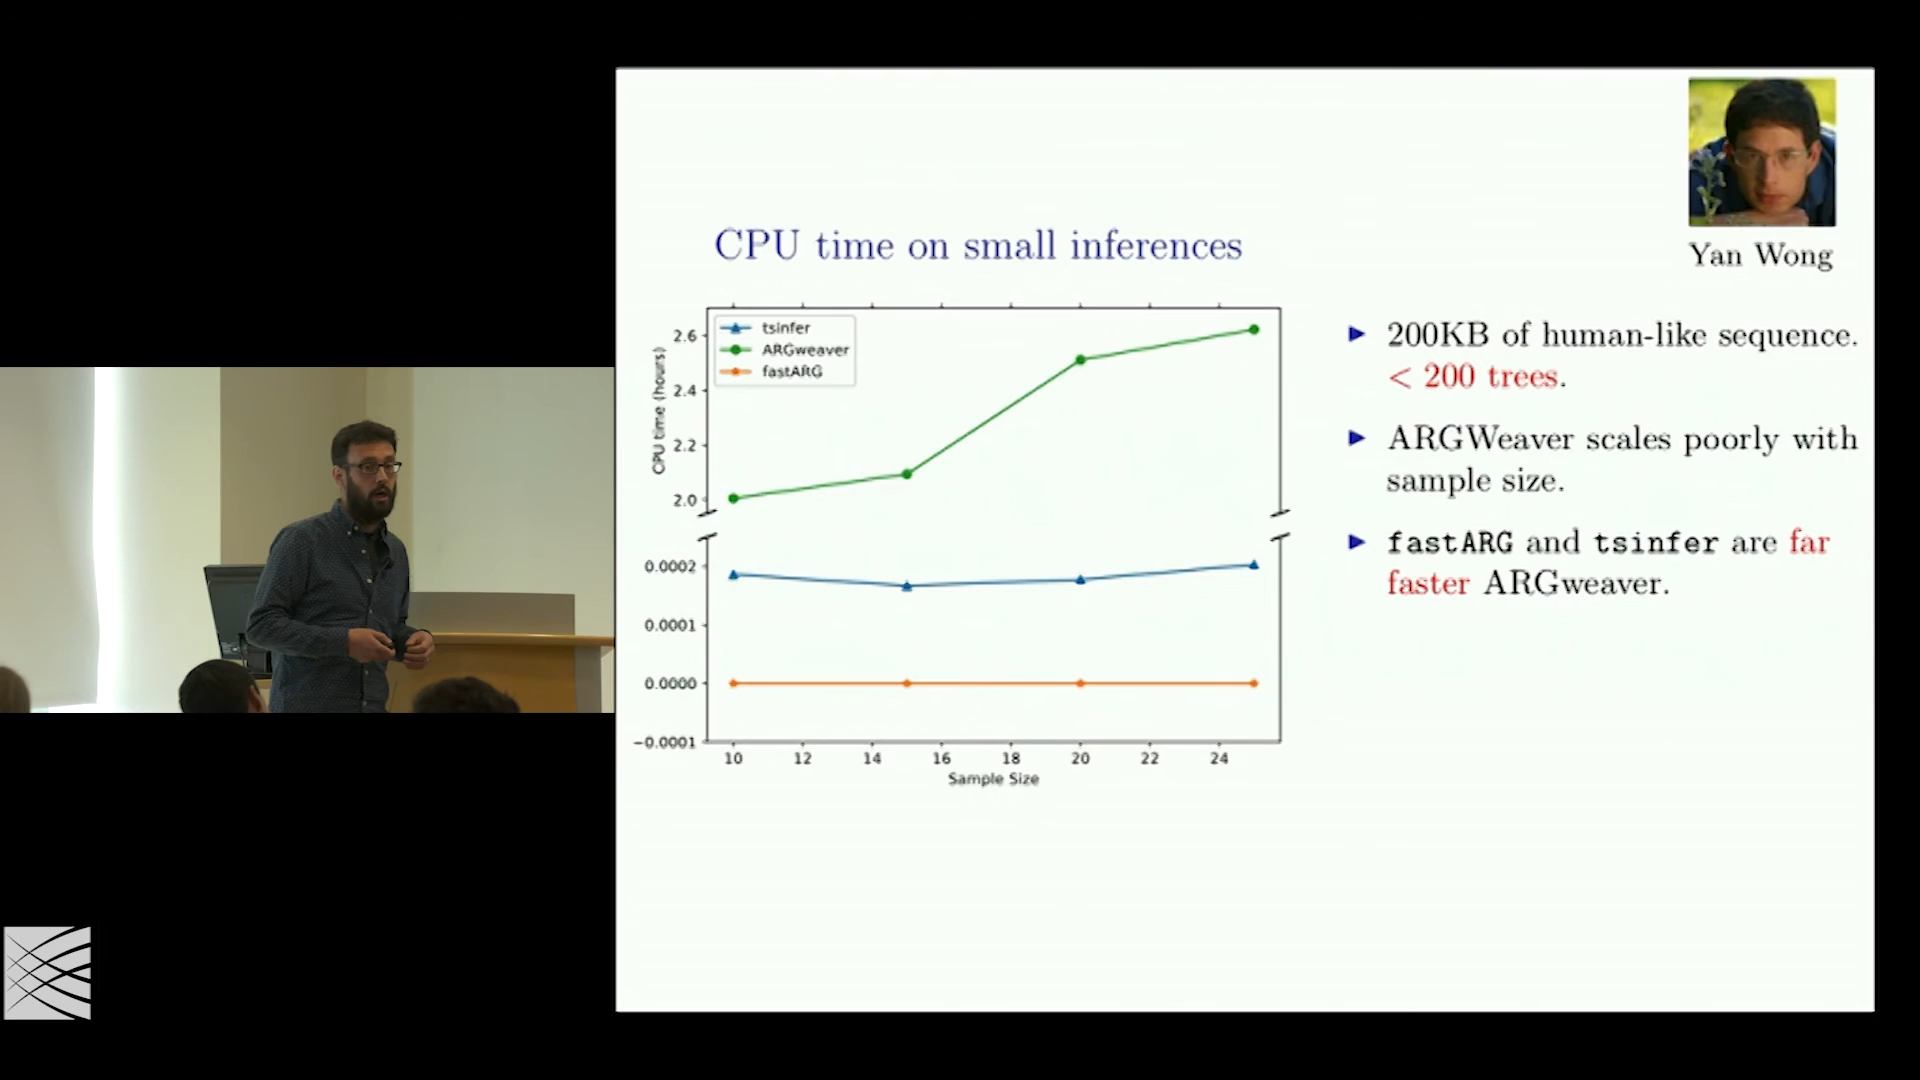 Yan Wong
CPU time on small inferences
tsinfer
ARGweaver
fastARG
CPU time (hours)
2.6
2.4
2.2
2.0
0.0002
0.0001
0.0000
−0.0001
10 12 14 16 18 20 22 24
Sample Size
200KB of human-like sequence.
< 200 trees.
ARGWeaver scales poorly with
sample size.
fastARG and tsinfer are far
faster ARGweaver.